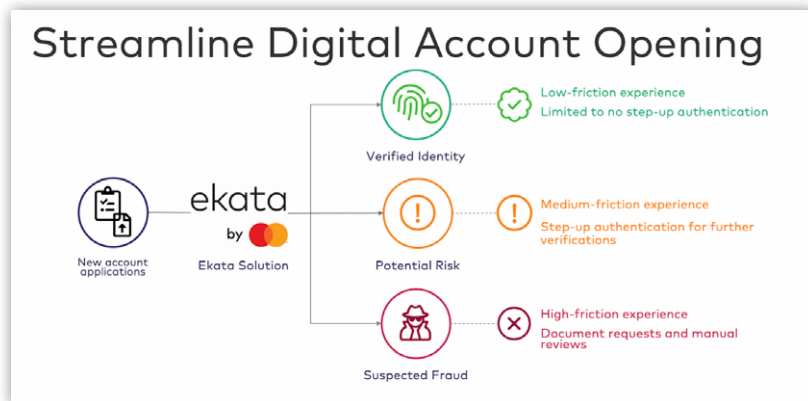 Streamline Digital Account Opening
Low-friction experience
Limited to no step-up authentication
Verified Identity
ekata
by
New account
applications
Ekata Solution
Medium-friction experience
Step-up authentication for further
verifications
Potential Risk
High-friction experience
Document requests and manual
reviews
Suspected Fraud